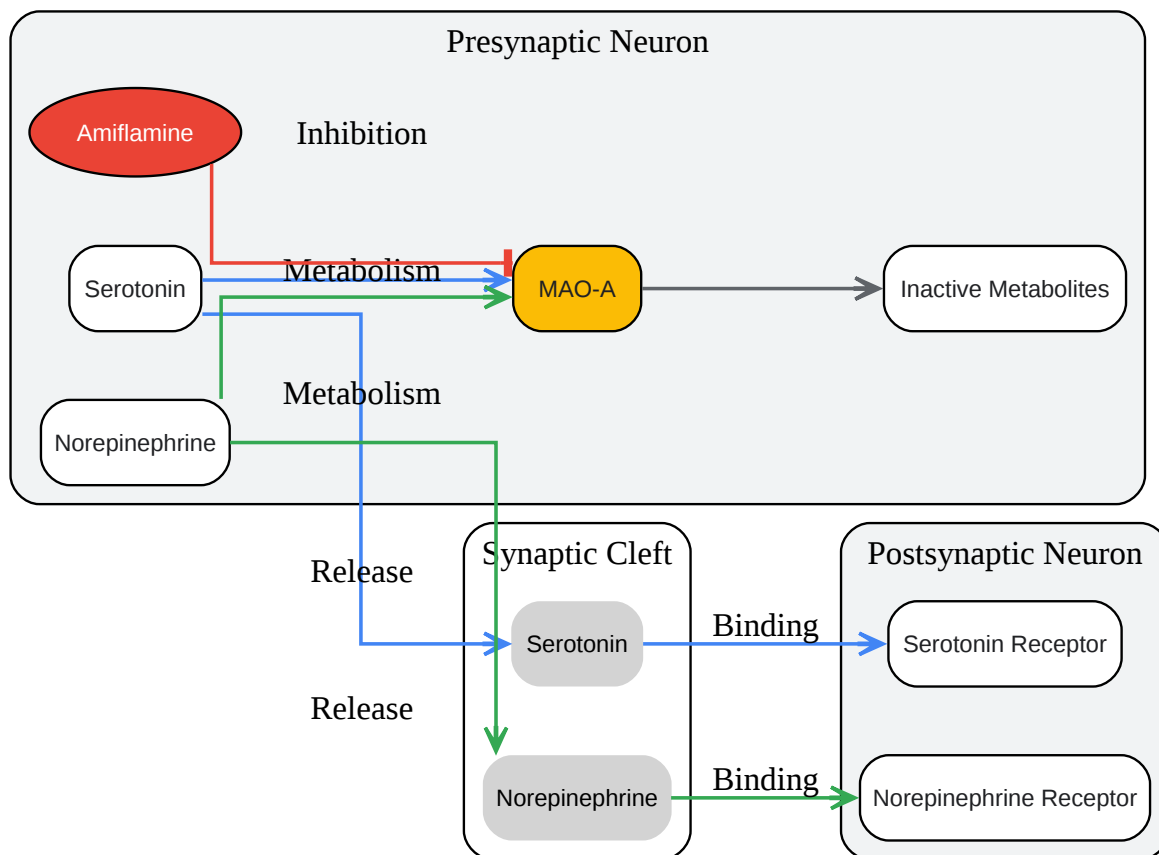 Presynaptic Neuron
Amiflamine
Inhibition
Serotonin
Metabolism
MAO-A
Inactive Metabolites
Metabolism
Norepinephrine
Synaptic Cleft
Postsynaptic Neuron
Release
Serotonin
Binding
Serotonin Receptor
Release
Norepinephrine
Binding
Norepinephrine Receptor